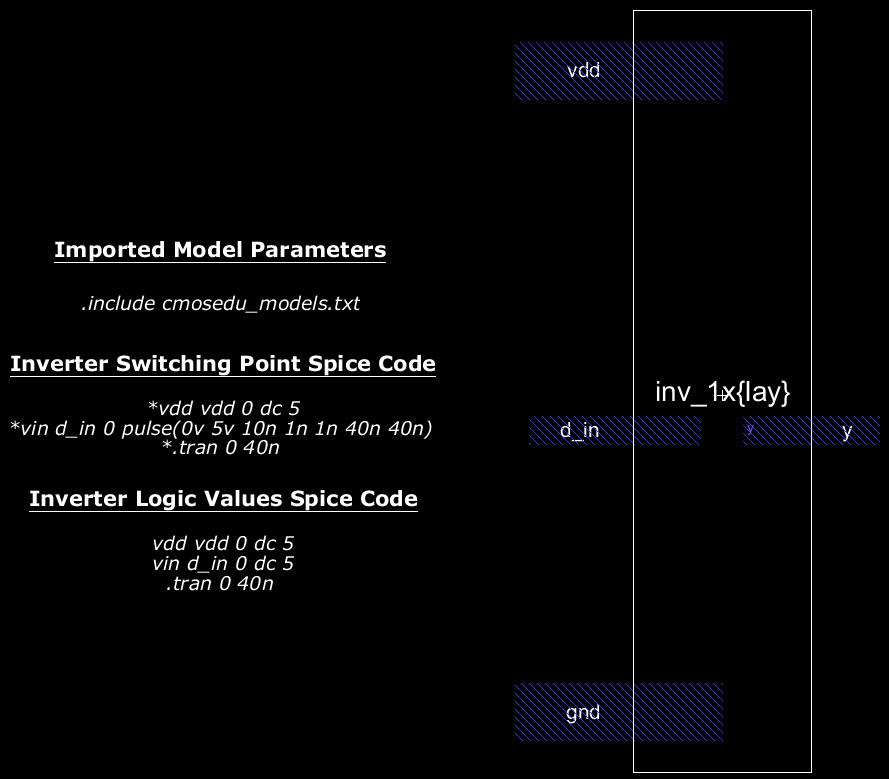 vdd
Imported Model Parameters
.include cmosedu_models.txt
Inverter Switching Point Spice Code
*vdd vdd 0 dc 5
*vin d_in 0 pulse(0v 5v 10n 1n 1n 40n 40n)
*.tran 0 40n
inv_1x{lay}
d_in
y
y
Inverter Logic Values Spice Code
vdd vdd 0 dc 5
vin d_in 0 dc 5
.tran 0 40n
gnd